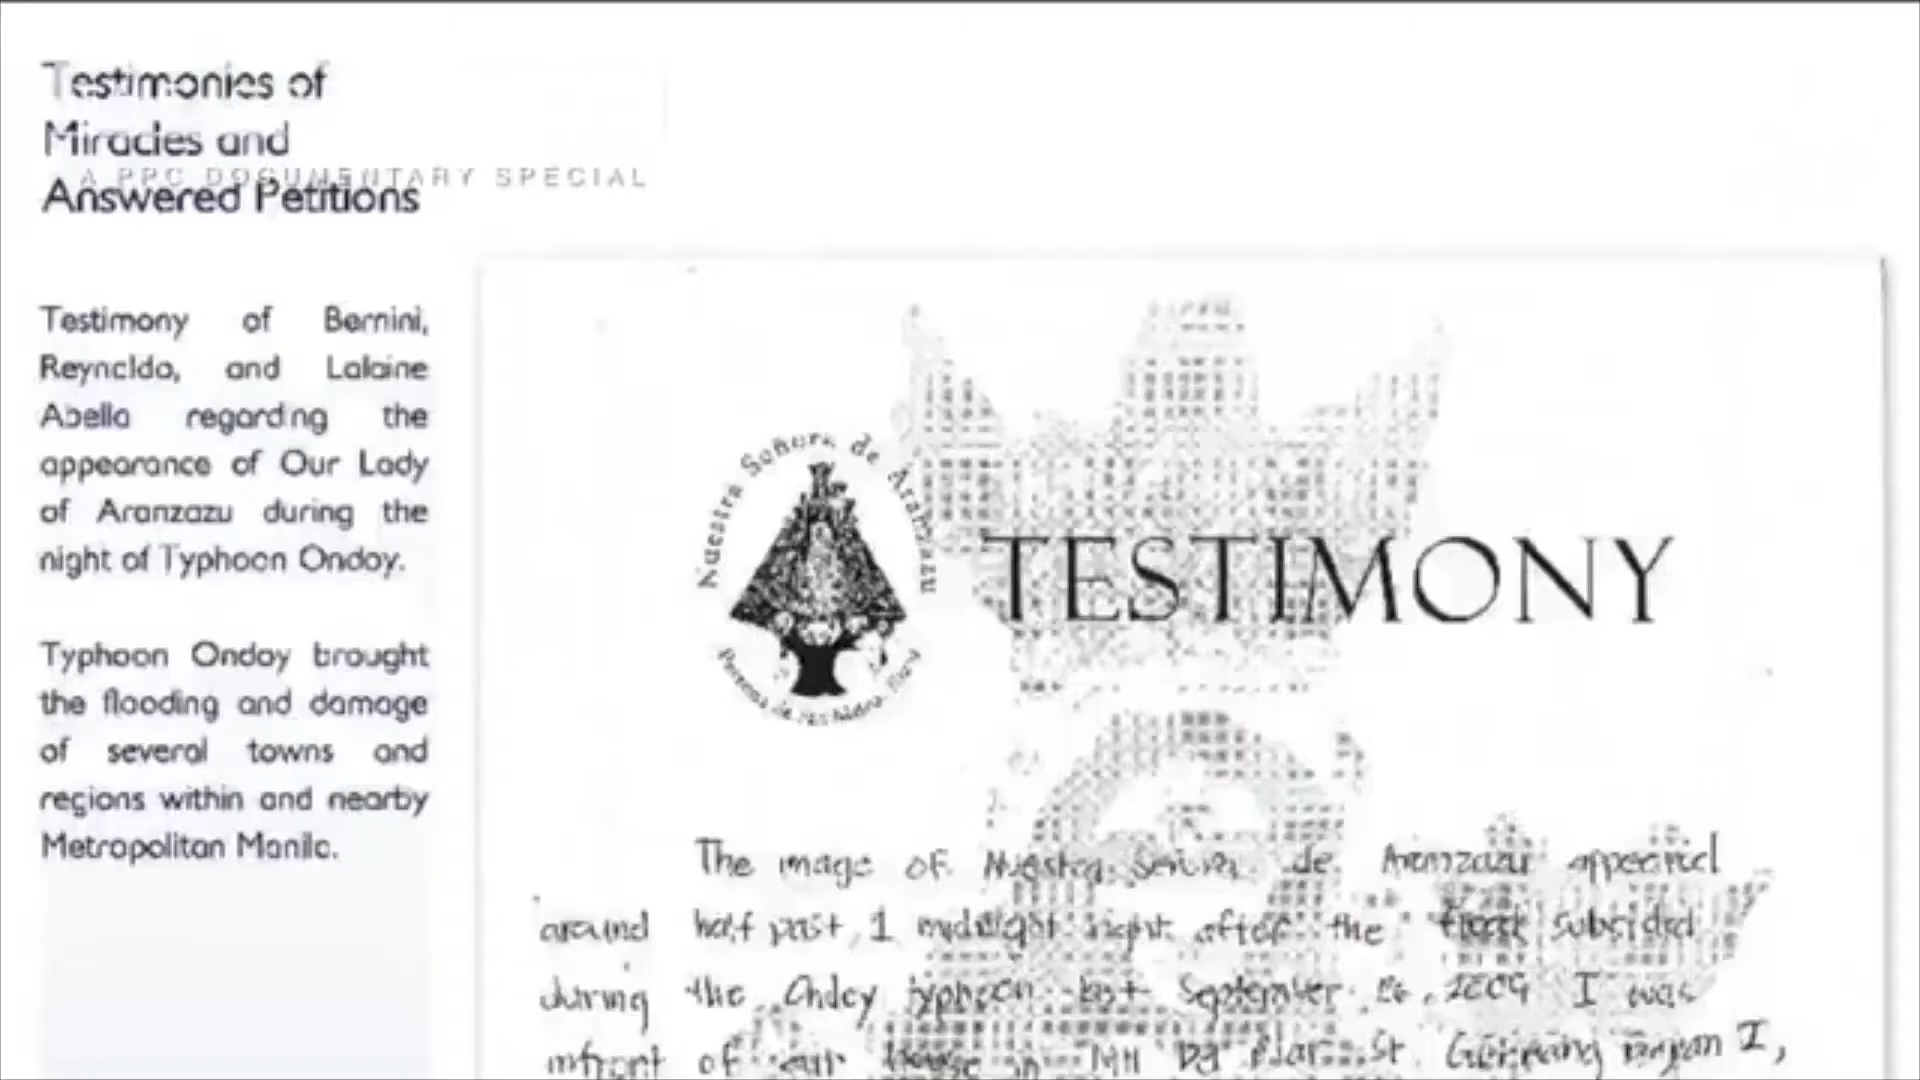 Testimonies of
Miracles and
A PPC DOCUMENTARY SPECIAL
Answered Petitions
Testimony of Bernini,
Reynaldo, and Lalaine
Abella regarding the
appearance of Our Lady
of Aranzazu during the
night of Typhoon Ondoy.
Typhoon Ondoy brought
the flooding and damage
of several towns and
regions within and nearby
Metropolitan Manila.
Nuestra Señora de Aranzazu
TESTIMONY
The image of Nuestra Señora de Aranzazu appeared
around half past 1 midnight night after the flood subsided
during the Ondoy typhoon last September 26, 2009 I was
infront of our house in St.